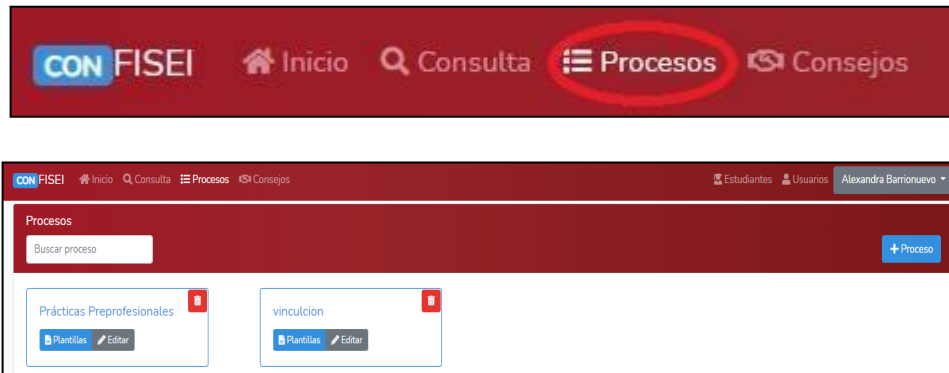 CON FISEI Inicio Consulta Procesos Consejos
CON FISEI Inicio Consulta Procesos Consejos Estudiantes Usuarios Alexandra Barrionuevo
Procesos
Buscar proceso + Proceso
Prácticas Preprofesionales vinculcion
Plantillas Editar Plantillas Editar